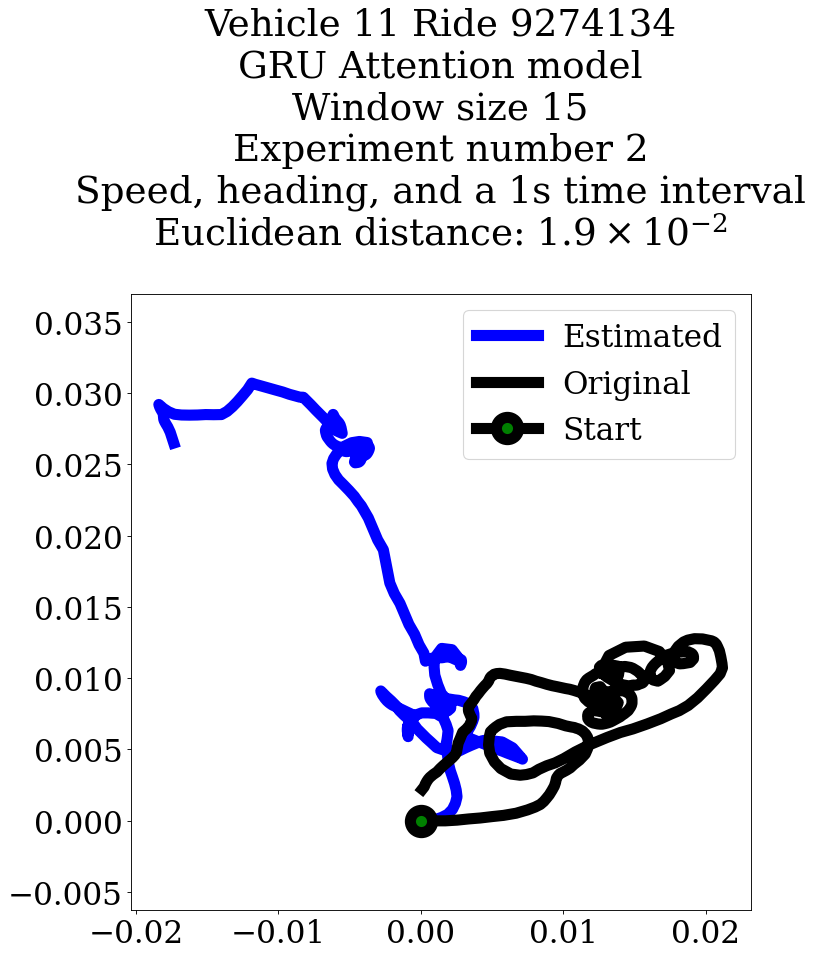 Vehicle 11 Ride 9274134
GRU Attention model
Window size 15
Experiment number 2
Speed, heading, and a 1s time interval
Euclidean distance: 1.9 × 10⁻²
Estimated
Original
Start
0.035
0.030
0.025
0.020
0.015
0.010
0.005
0.000
−0.005
−0.02 −0.01 0.00 0.01 0.02